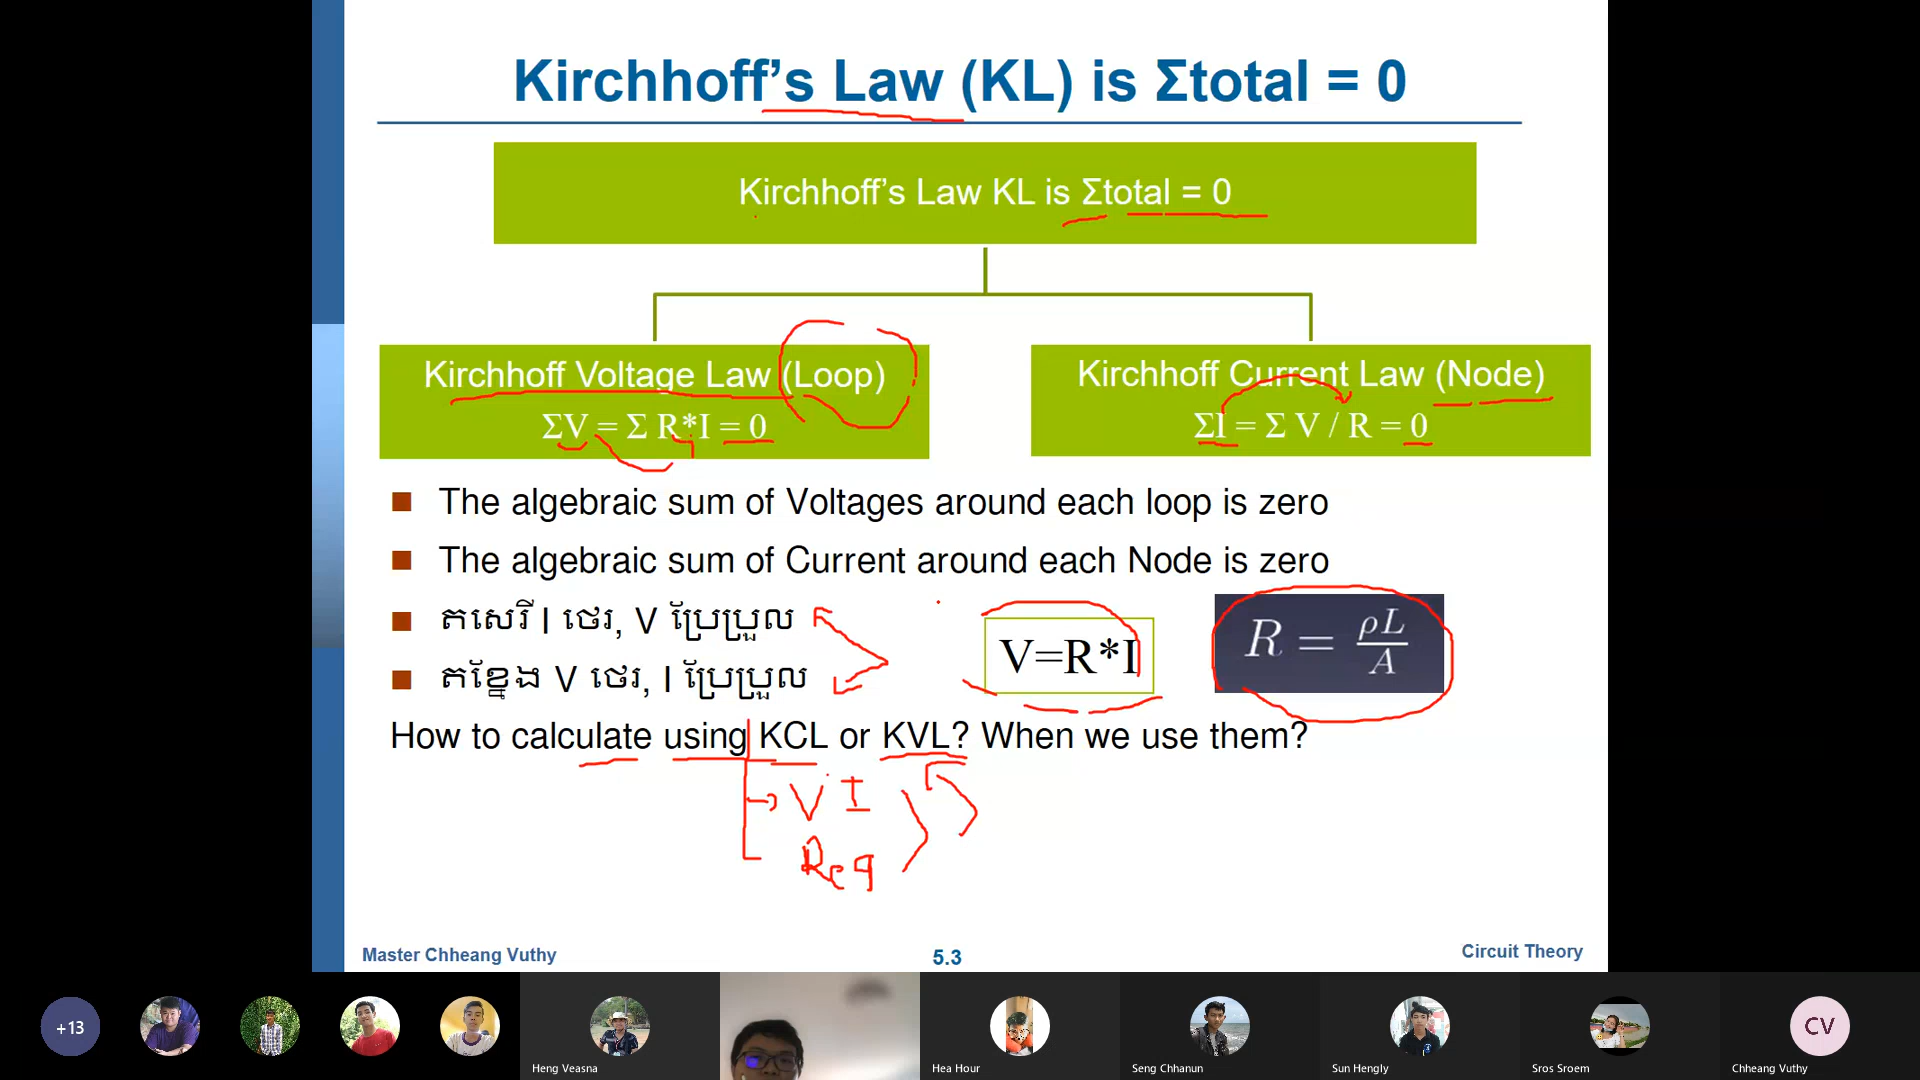 Kirchhoff's Law (KL) is Σtotal = 0
Kirchhoff's Law KL is Σtotal = 0
Kirchhoff Voltage Law (Loop)
ΣV = Σ R*I = 0
Kirchhoff Current Law (Node)
ΣI = Σ V / R = 0
The algebraic sum of Voltages around each loop is zero
The algebraic sum of Current around each Node is zero
តសេរី I ថេរ, V ប្រែប្រួល
តខ្នែង V ថេរ, I ប្រែប្រួល
V=R*I
R = ρL/A
How to calculate using KCL or KVL? When we use them?
V I
Req
Master Chheang Vuthy
5.3
Circuit Theory
+13
Heng Veasna
Hea Hour
Seng Chhanun
Sun Hengly
Sros Sroem
CV
Chheang Vuthy